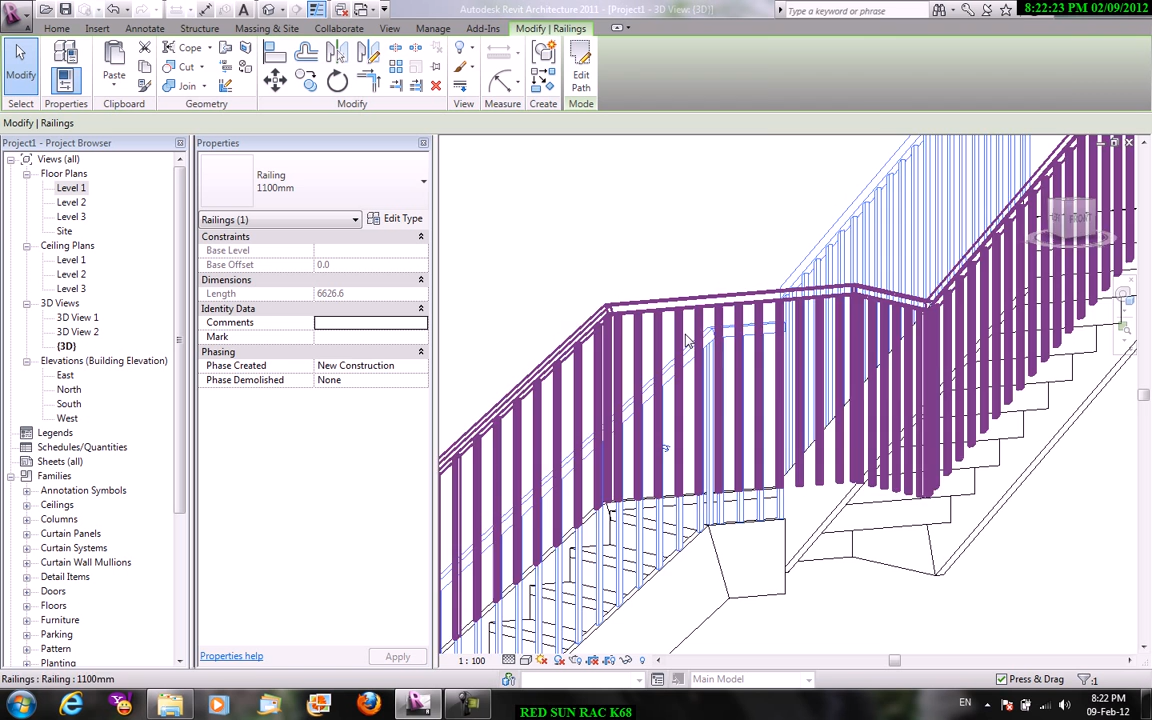 Autodesk Revit Architecture 2011 - [Project1 - 3D View: {3D}]
Type a keyword or phrase
8:22:23 PM 02/09/2012
Home Insert Annotate Structure Massing & Site Collaborate View Manage Add-Ins Modify | Railings
Modify
Select
Properties
Paste
Clipboard
Cope
Cut
Join
Geometry
Modify
View
Measure
Create
Edit
Path
Mode
Modify | Railings
Project1 - Project Browser
Views (all)
Floor Plans
Level 1
Level 2
Level 3
Site
Ceiling Plans
Level 1
Level 2
Level 3
3D Views
3D View 1
3D View 2
{3D}
Elevations (Building Elevation)
East
North
South
West
Legends
Schedules/Quantities
Sheets (all)
Families
Annotation Symbols
Ceilings
Columns
Curtain Panels
Curtain Systems
Curtain Wall Mullions
Detail Items
Doors
Floors
Furniture
Parking
Pattern
Planting
Properties
Railing
1100mm
Railings (1)
Edit Type
Constraints
Base Level
Base Offset 0.0
Dimensions
Length 6626.6
Identity Data
Comments
Mark
Phasing
Phase Created New Construction
Phase Demolished None
Properties help
Apply
FRONT
1 : 100
Railings : Railing : 1100mm
Main Model
Press & Drag
:1
EN
8:22 PM
09-Feb-12
RED SUN RAC K68